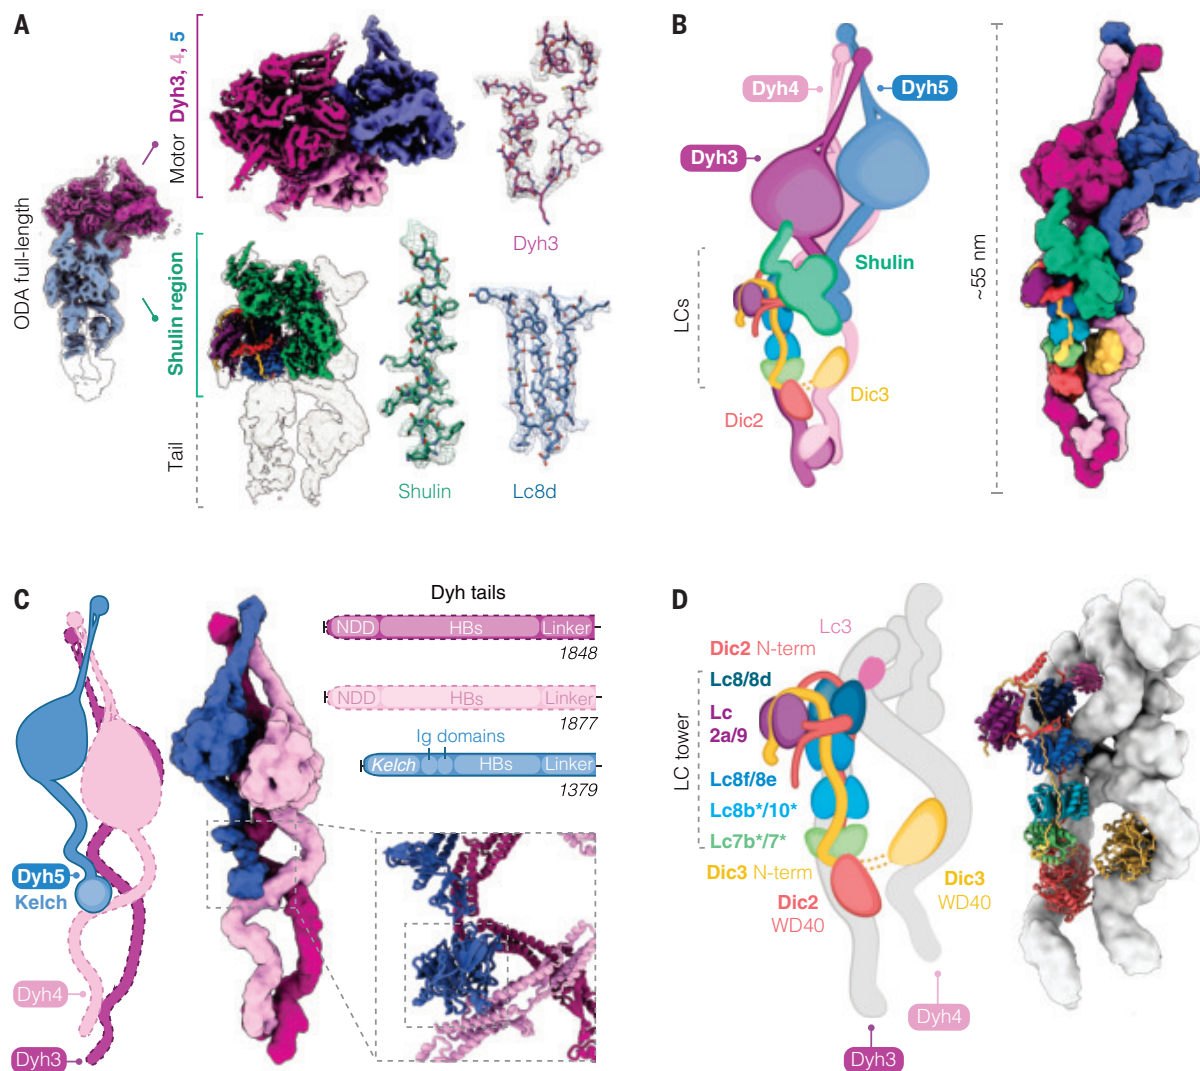 A
ODA full-length
Motor Dyh3, 4, 5
Shulin region
Tail
Dyh3
Shulin
Lc8d
B
Dyh4
Dyh5
Dyh3
Shulin
LCs
Dic3
Dic2
~55 nm
C
Dyh tails
NDD HBs Linker
1848
NDD HBs Linker
1877
Ig domains
Kelch HBs Linker
1379
Dyh5
Kelch
Dyh4
Dyh3
D
Lc3
Dic2 N-term
Lc8/8d
Lc
2a/9
LC tower
Lc8f/8e
Lc8b*/10*
Lc7b*/7*
Dic3 N-term
Dic2
WD40
Dic3
WD40
Dyh4
Dyh3